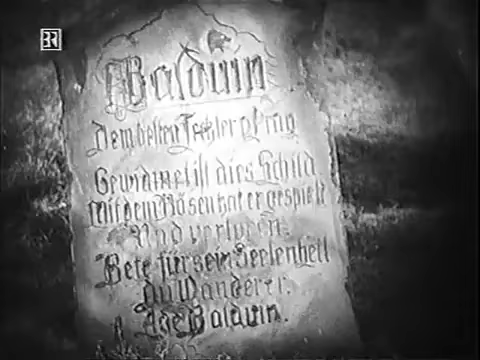 BR
Balduin
Dem besten Fechter v. Prag
Gewidmet ist dies Schild
Mit dem Bösen hat er gespielt
Und verloren.
Bete für sein Seelenheil
Du Wanderer.
Balduin.